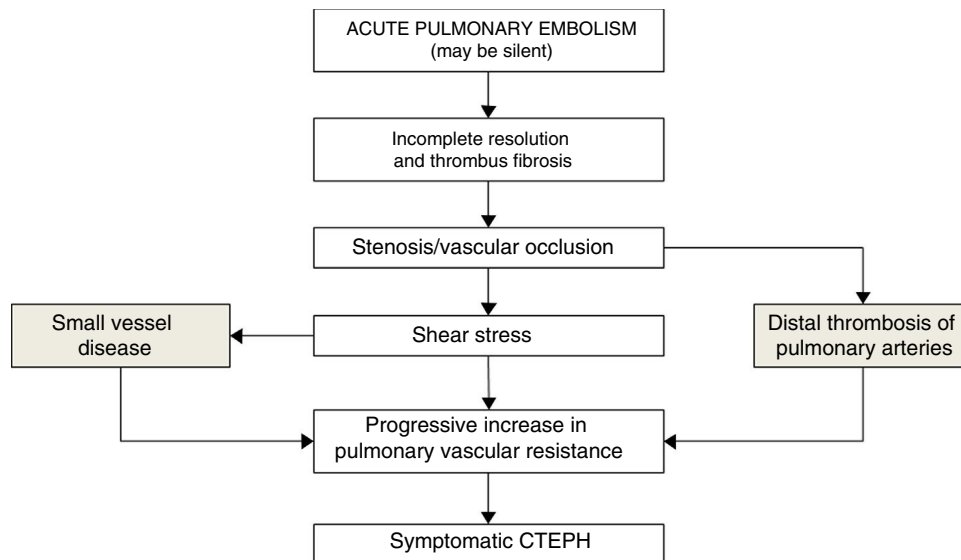 ACUTE PULMONARY EMBOLISM
(may be silent)
Incomplete resolution
and thrombus fibrosis
Stenosis/vascular occlusion
Small vessel
disease
Shear stress
Distal thrombosis of
pulmonary arteries
Progressive increase in
pulmonary vascular resistance
Symptomatic CTEPH